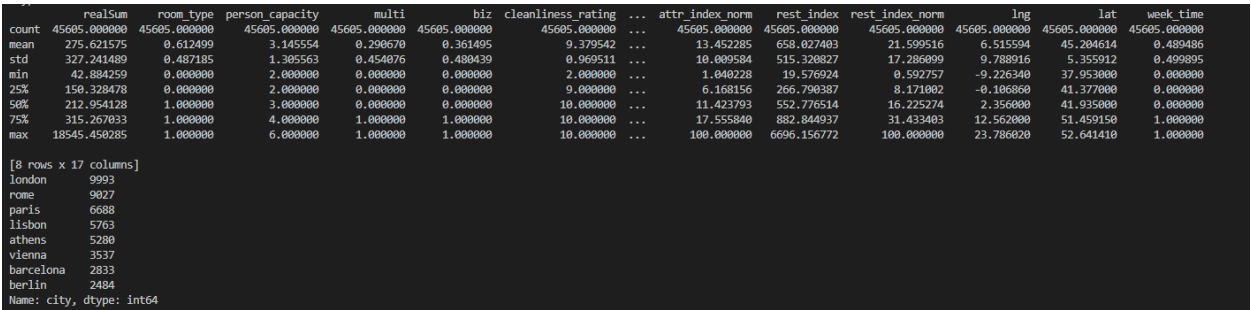 realSum room_type person_capacity multi biz cleanliness_rating ... attr_index_norm rest_index rest_index_norm lng lat week_time
count 45605.000000 45605.000000 45605.000000 45605.000000 45605.000000 45605.000000 ... 45605.000000 45605.000000 45605.000000 45605.000000 45605.000000 45605.000000
mean 275.621575 0.612499 3.145554 0.290670 0.361495 9.379542 ... 13.452285 658.027403 21.599516 6.515594 45.204614 0.489486
std 327.241489 0.487185 1.305563 0.454076 0.480439 0.969511 ... 10.009584 515.320827 17.286099 9.788916 5.355912 0.499895
min 42.884259 0.000000 2.000000 0.000000 0.000000 2.000000 ... 1.040228 19.576924 0.592757 -9.226340 37.953000 0.000000
25% 150.328478 0.000000 2.000000 0.000000 0.000000 9.000000 ... 6.168156 266.790387 8.171002 -0.106860 41.377000 0.000000
50% 212.954128 1.000000 3.000000 0.000000 0.000000 10.000000 ... 11.423793 552.776514 16.225274 2.356000 41.935000 0.000000
75% 315.267033 1.000000 4.000000 1.000000 1.000000 10.000000 ... 17.555840 882.844937 31.433403 12.562000 51.459150 1.000000
max 18545.450285 1.000000 6.000000 1.000000 1.000000 10.000000 ... 100.000000 6696.156772 100.000000 23.786020 52.641410 1.000000
[8 rows x 17 columns]
london 9993
rome 9027
paris 6688
lisbon 5763
athens 5280
vienna 3537
barcelona 2833
berlin 2484
Name: city, dtype: int64